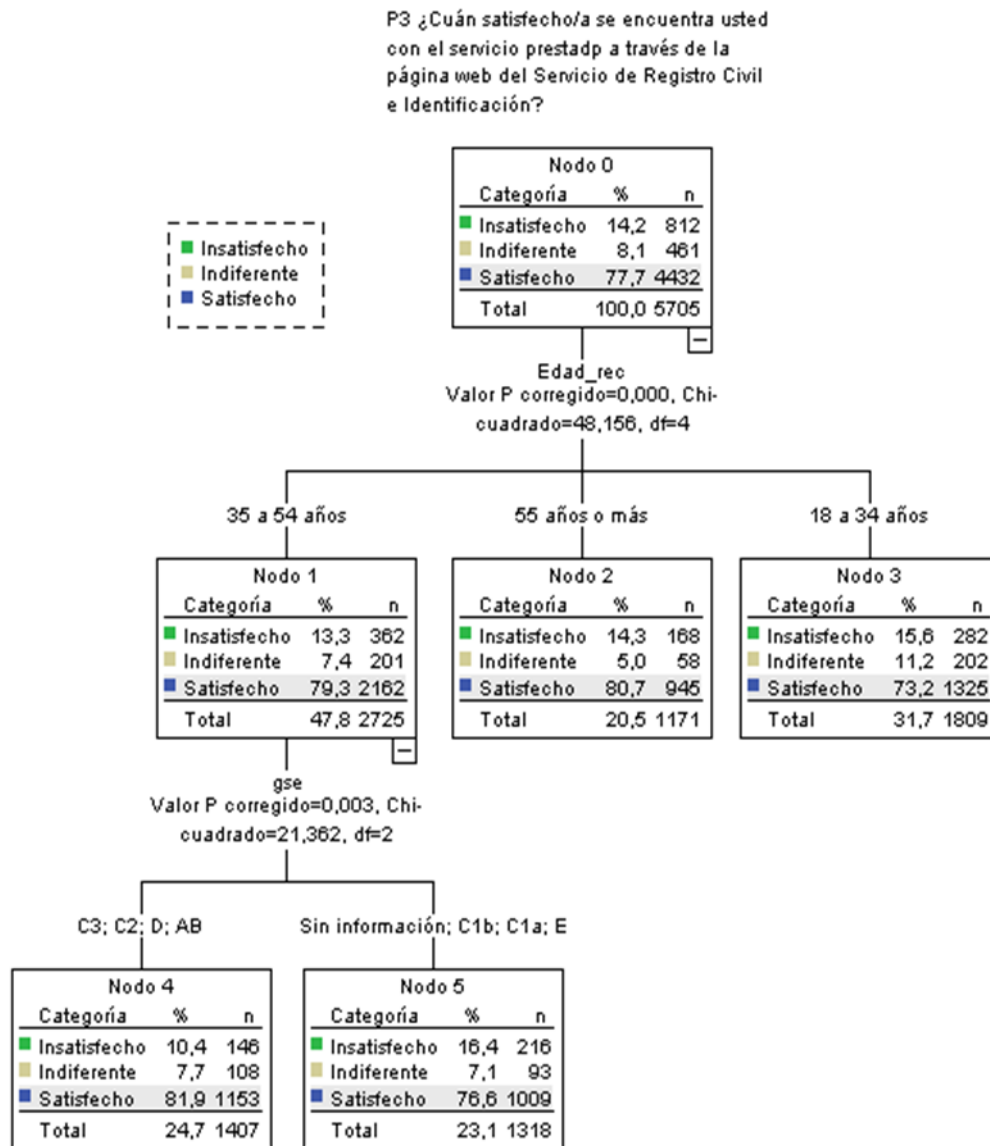 P3 ¿Cuán satisfecho/a se encuentra usted
con el servicio prestadp a través de la
página web del Servicio de Registro Civil
e Identificación?
Insatisfecho
Indiferente
Satisfecho
Nodo 0
Categoría % n
Insatisfecho 14,2 812
Indiferente 8,1 461
Satisfecho 77,7 4432
Total 100,0 5705
Edad_rec
Valor P corregido=0,000, Chi-
cuadrado=48,156, df=4
35 a 54 años
55 años o más
18 a 34 años
Nodo 1
Categoría % n
Insatisfecho 13,3 362
Indiferente 7,4 201
Satisfecho 79,3 2162
Total 47,8 2725
Nodo 2
Categoría % n
Insatisfecho 14,3 168
Indiferente 5,0 58
Satisfecho 80,7 945
Total 20,5 1171
Nodo 3
Categoría % n
Insatisfecho 15,6 282
Indiferente 11,2 202
Satisfecho 73,2 1325
Total 31,7 1809
gse
Valor P corregido=0,003, Chi-
cuadrado=21,362, df=2
C3; C2; D; AB
Sin información; C1b; C1a; E
Nodo 4
Categoría % n
Insatisfecho 10,4 146
Indiferente 7,7 108
Satisfecho 81,9 1153
Total 24,7 1407
Nodo 5
Categoría % n
Insatisfecho 16,4 216
Indiferente 7,1 93
Satisfecho 76,6 1009
Total 23,1 1318